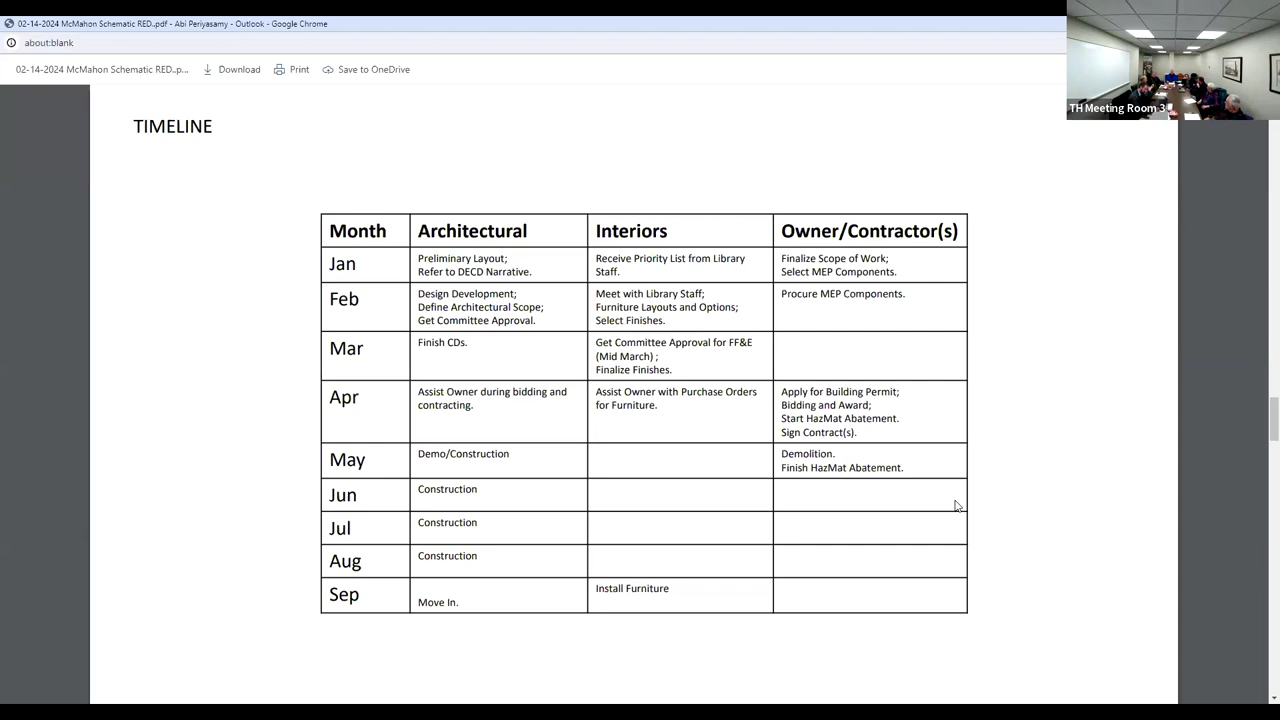 02-14-2024 McMahon Schematic RED..pdf - Abi Periyasamy - Outlook - Google Chrome
about:blank
02-14-2024 McMahon Schematic RED..p... Download Print Save to OneDrive
TH Meeting Room 3
TIMELINE
Month Architectural Interiors Owner/Contractor(s)
Jan
Preliminary Layout;
Refer to DECD Narrative.
Receive Priority List from Library
Staff.
Finalize Scope of Work;
Select MEP Components.
Feb
Design Development;
Define Architectural Scope;
Get Committee Approval.
Meet with Library Staff;
Furniture Layouts and Options;
Select Finishes.
Procure MEP Components.
Mar
Finish CDs.
Get Committee Approval for FF&E
(Mid March) ;
Finalize Finishes.
Apr
Assist Owner during bidding and
contracting.
Assist Owner with Purchase Orders
for Furniture.
Apply for Building Permit;
Bidding and Award;
Start HazMat Abatement.
Sign Contract(s).
May
Demo/Construction
Demolition.
Finish HazMat Abatement.
Jun
Construction
Jul
Construction
Aug
Construction
Sep
Move In.
Install Furniture